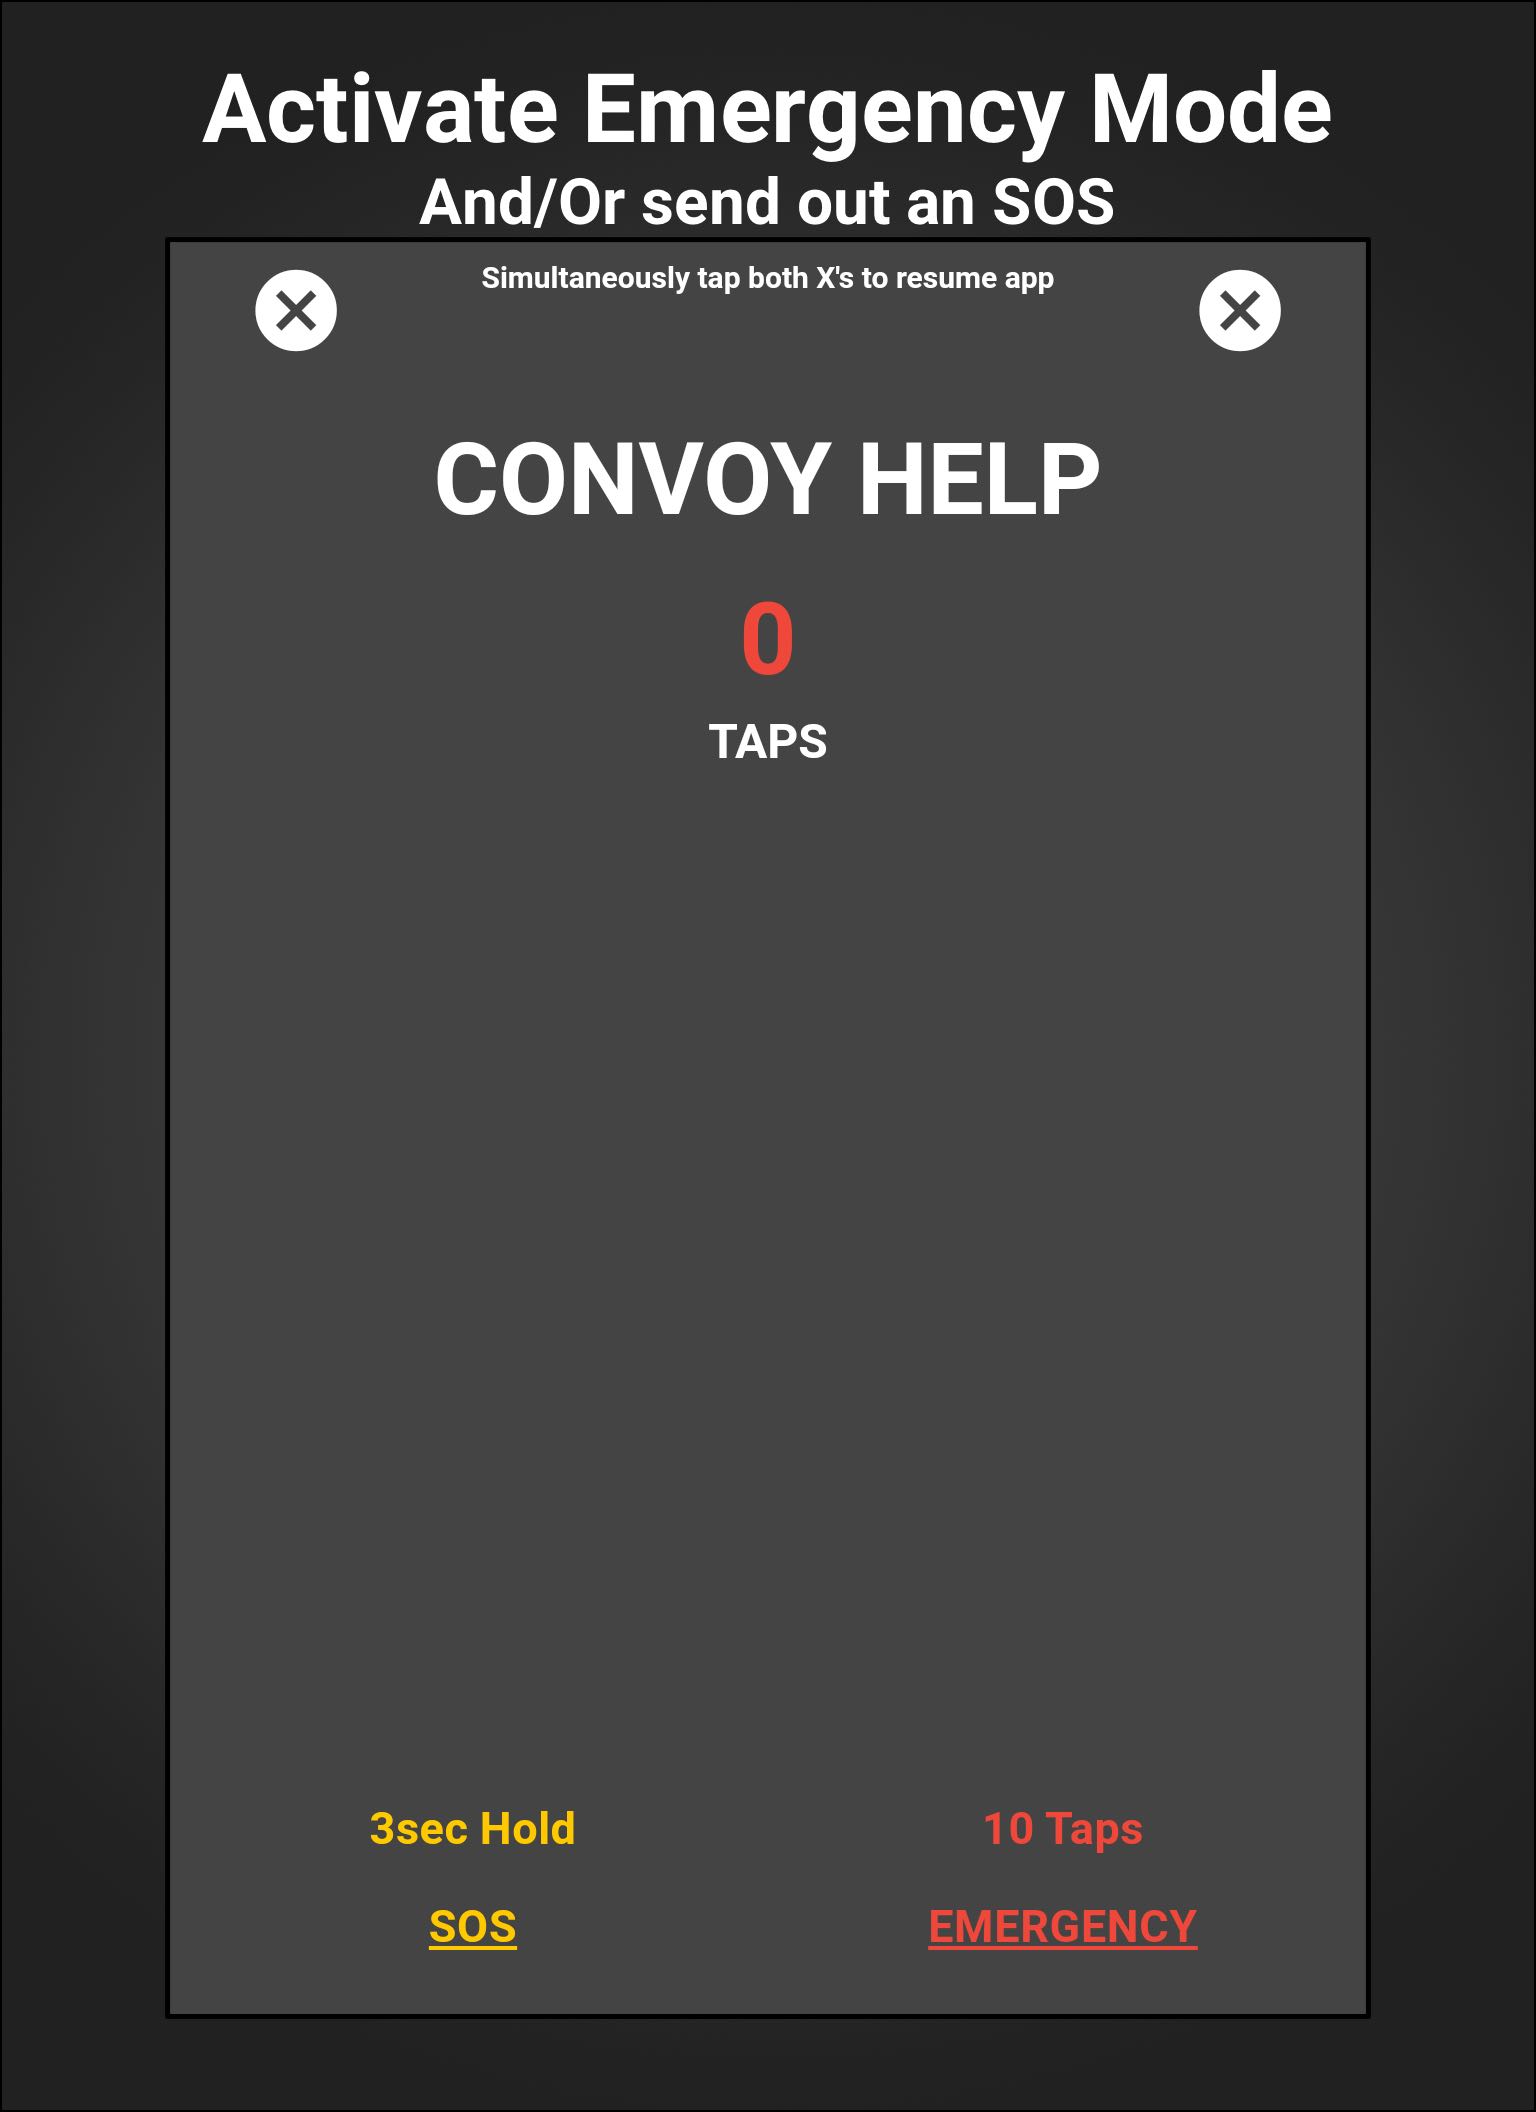 Activate Emergency Mode
And/Or send out an SOS
Simultaneously tap both X's to resume app
CONVOY HELP
0
TAPS
3sec Hold
10 Taps
SOS
EMERGENCY